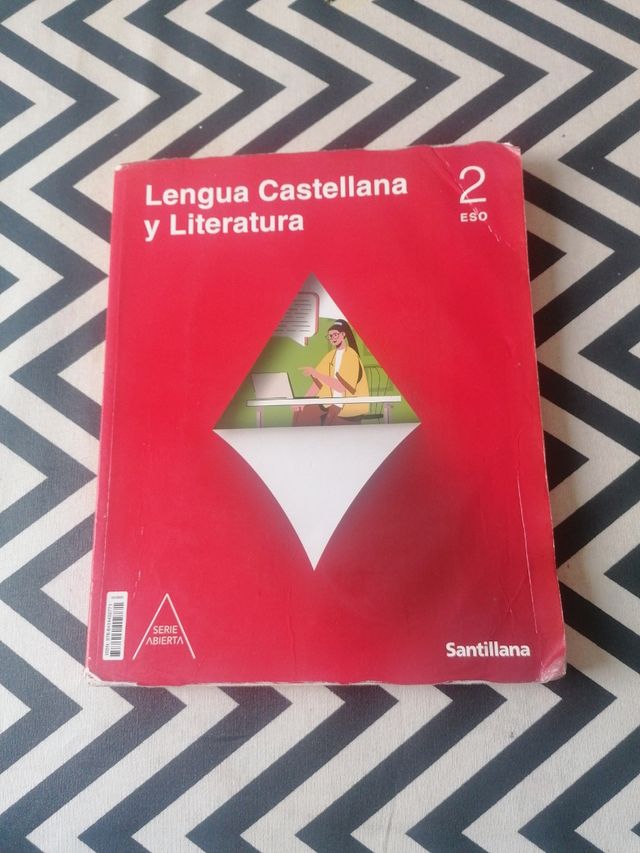 Lengua Castellana
y Literatura
2
ESO
SERIE
ABIERTA
Santillana